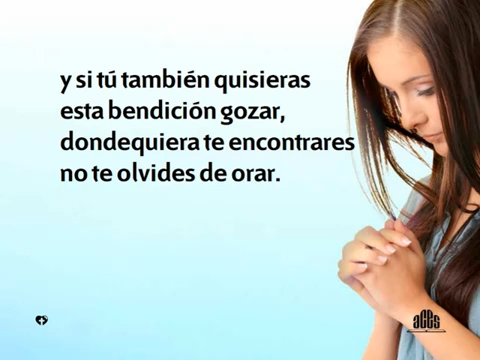 y si tú también quisieras
esta bendición gozar,
dondequiera te encontrares
no te olvides de orar.
aces